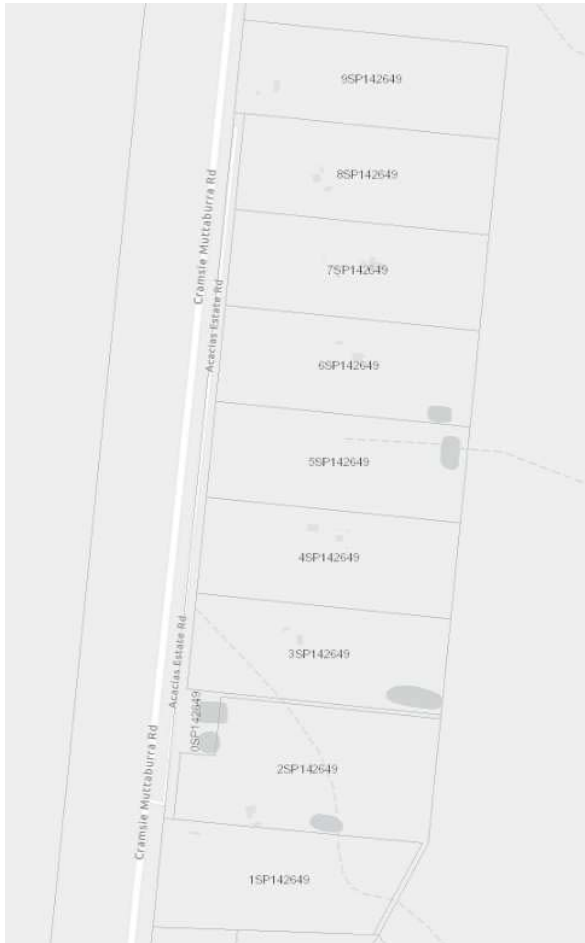 9SP142649
8SP142649
Cramsie Muttaburra Rd
7SP142649
Acacias Estate Rd
6SP142649
5SP142649
4SP142649
3SP142649
Acacias Estate Rd
0SP142649
2SP142649
Cramsie Muttaburra Rd
1SP142649